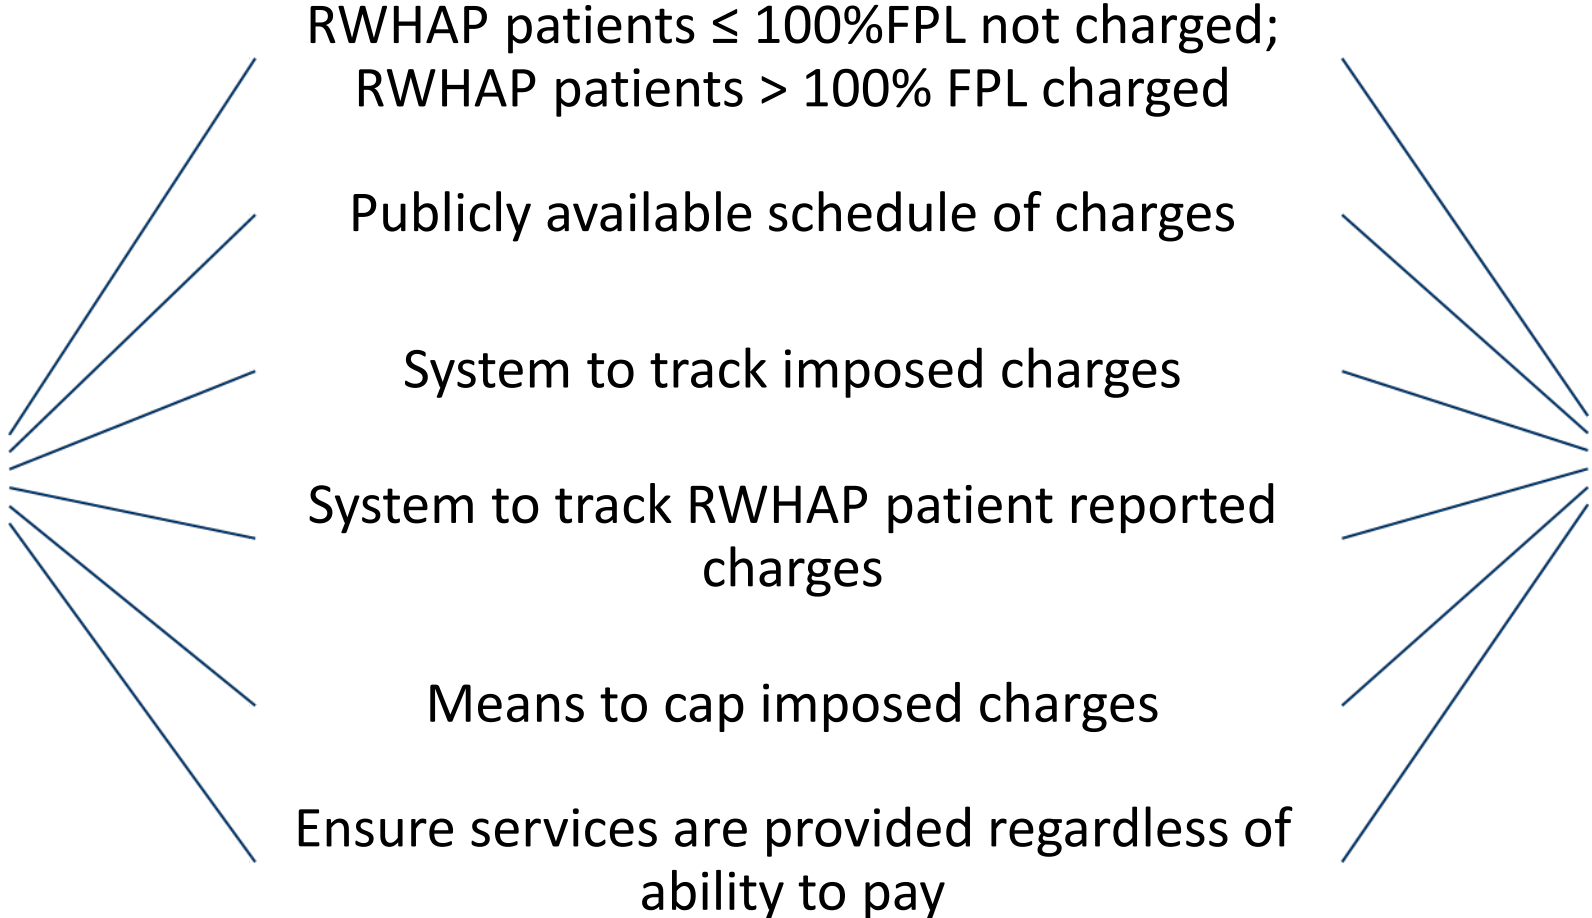 RWHAP patients ≤ 100%FPL not charged;
RWHAP patients > 100% FPL charged
Publicly available schedule of charges
System to track imposed charges
System to track RWHAP patient reported
charges
Means to cap imposed charges
Ensure services are provided regardless of
ability to pay